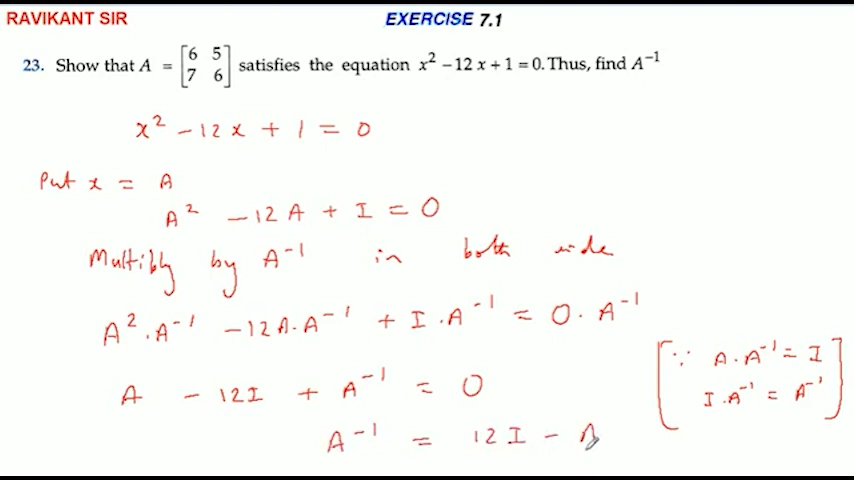 RAVIKANT SIR
EXERCISE 7.1
23. Show that A = [6 5; 7 6] satisfies the equation x² – 12 x + 1 = 0. Thus, find A⁻¹
x² – 12x + 1 = 0
Put x = A
A² – 12A + I = 0
Multibly by A⁻¹ in both side
A²·A⁻¹ – 12A·A⁻¹ + I·A⁻¹ = 0·A⁻¹
A – 12I + A⁻¹ = 0
[∵ A·A⁻¹ = I
I·A⁻¹ = A⁻¹]
A⁻¹ = 12I – A